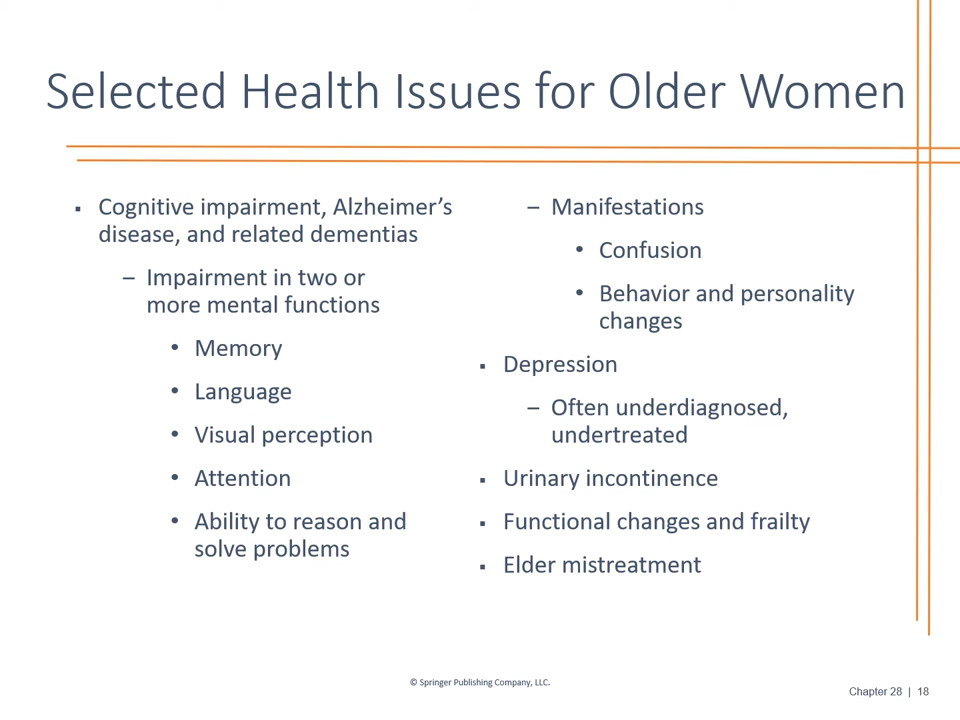 Selected Health Issues for Older Women
▪ Cognitive impairment, Alzheimer’s
disease, and related dementias
– Impairment in two or
more mental functions
• Memory
• Language
• Visual perception
• Attention
• Ability to reason and
solve problems
– Manifestations
• Confusion
• Behavior and personality
changes
▪ Depression
– Often underdiagnosed,
undertreated
▪ Urinary incontinence
▪ Functional changes and frailty
▪ Elder mistreatment
© Springer Publishing Company, LLC.
Chapter 28 | 18